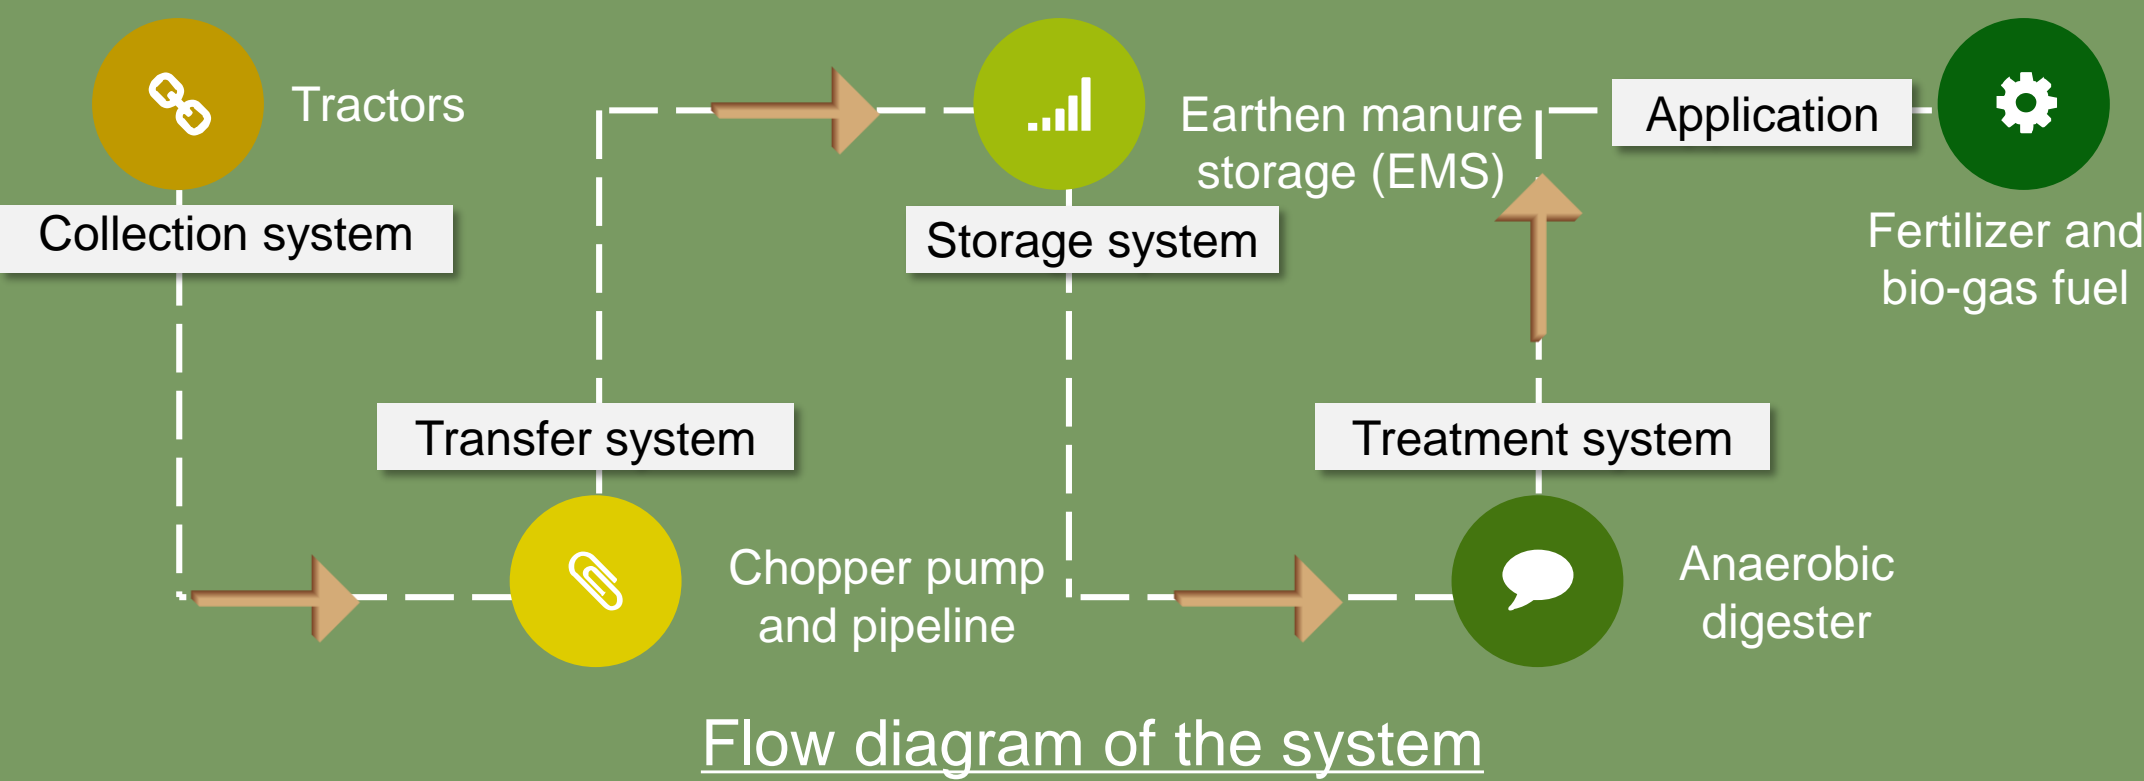 Tractors
Collection system
Transfer system
Chopper pump
and pipeline
Storage system
Earthen manure
storage (EMS)
Treatment system
Anaerobic
digester
Application
Fertilizer and
bio-gas fuel
Flow diagram of the system